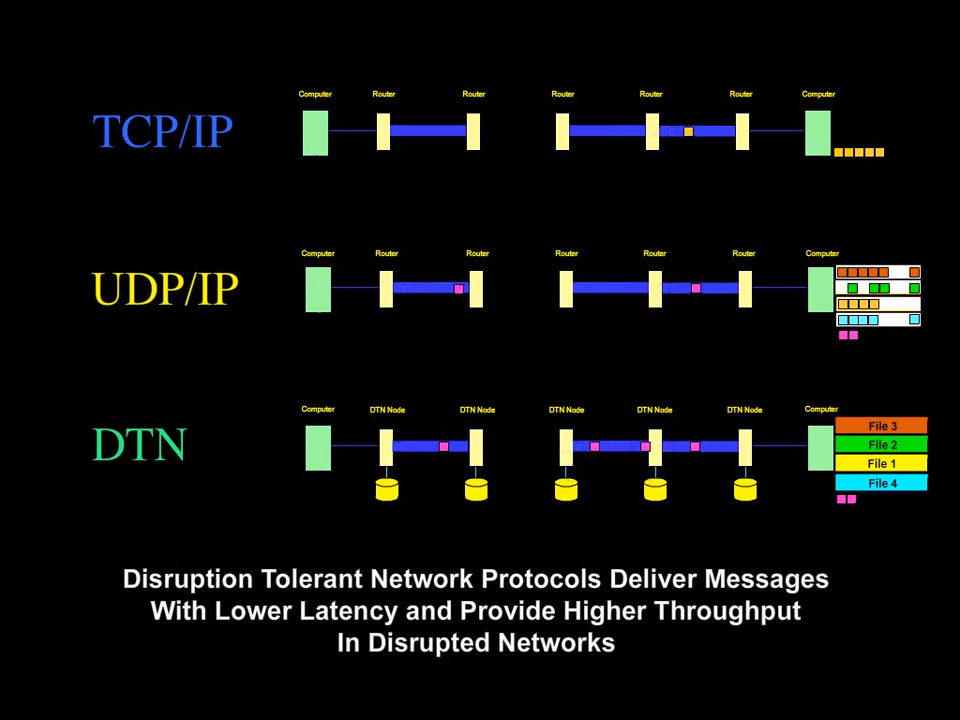 Computer Router Router Router Router Router Computer
TCP/IP
Computer Router Router Router Router Router Computer
UDP/IP
Computer DTN Node DTN Node DTN Node DTN Node DTN Node Computer
DTN
File 3
File 2
File 1
File 4
Disruption Tolerant Network Protocols Deliver Messages
With Lower Latency and Provide Higher Throughput
In Disrupted Networks